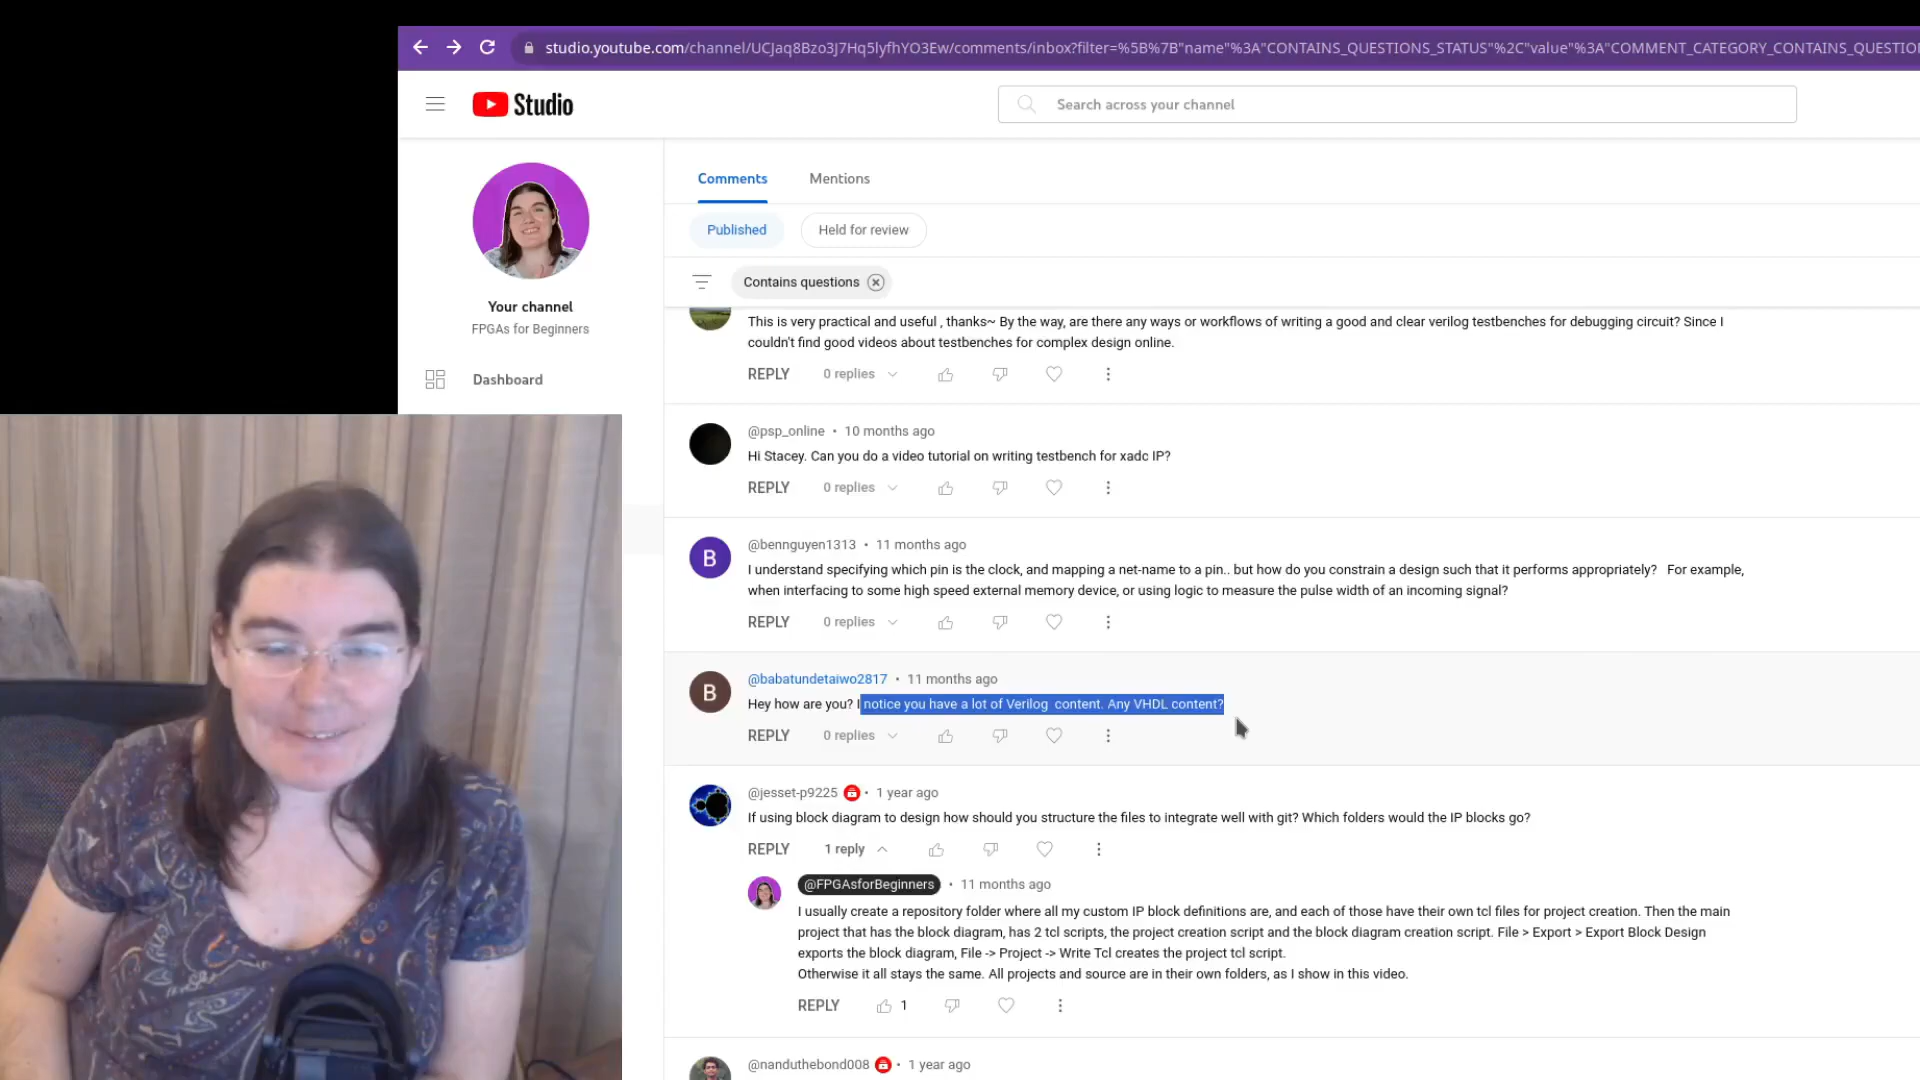 studio.youtube.com/channel/UCJaq8Bzo3J7Hq5lyfhYO3Ew/comments/inbox?filter=%5B%7B"name"%3A"CONTAINS_QUESTIONS_STATUS"%2C"value"%3A"COMMENT_CATEGORY_CONTAINS_QUESTIO
Studio
Search across your channel
Your channel
FPGAs for Beginners
Dashboard
Comments Mentions
Published Held for review
Contains questions
This is very practical and useful , thanks~ By the way, are there any ways or workflows of writing a good and clear verilog testbenches for debugging circuit? Since I
couldn't find good videos about testbenches for complex design online.
REPLY 0 replies
@psp_online • 10 months ago
Hi Stacey. Can you do a video tutorial on writing testbench for xadc IP?
REPLY 0 replies
B
@bennguyen1313 • 11 months ago
I understand specifying which pin is the clock, and mapping a net-name to a pin.. but how do you constrain a design such that it performs appropriately? For example,
when interfacing to some high speed external memory device, or using logic to measure the pulse width of an incoming signal?
REPLY 0 replies
B
@babatundetaiwo2817 • 11 months ago
Hey how are you? I notice you have a lot of Verilog content. Any VHDL content?
REPLY 0 replies
@jesset-p9225 • 1 year ago
If using block diagram to design how should you structure the files to integrate well with git? Which folders would the IP blocks go?
REPLY 1 reply
@FPGAsforBeginners • 11 months ago
I usually create a repository folder where all my custom IP block definitions are, and each of those have their own tcl files for project creation. Then the main
project that has the block diagram, has 2 tcl scripts, the project creation script and the block diagram creation script. File > Export > Export Block Design
exports the block diagram, File -> Project -> Write Tcl creates the project tcl script.
Otherwise it all stays the same. All projects and source are in their own folders, as I show in this video.
REPLY 1
@nanduthebond008 • 1 year ago